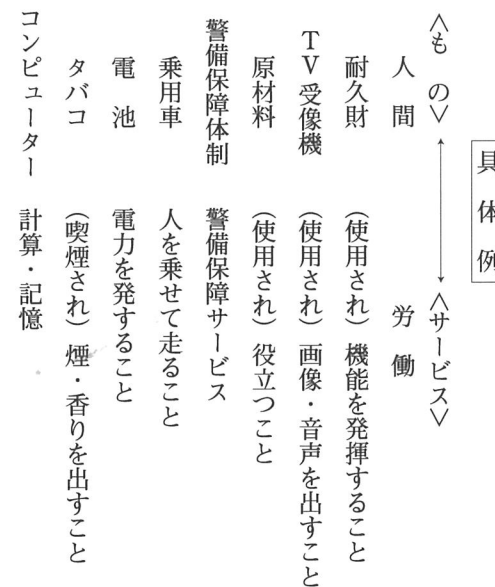 具体例
〈もの〉 ←→ 〈サービス〉
人間 労働
耐久財 （使用され）機能を発揮すること
TV受像機 （使用され）画像・音声を出すこと
原材料 （使用され）役立つこと
警備保障体制 警備保障サービス
乗用車 人を乗せて走ること
電池 電力を発すること
タバコ （喫煙され）煙・香りを出すこと
コンピューター 計算・記憶